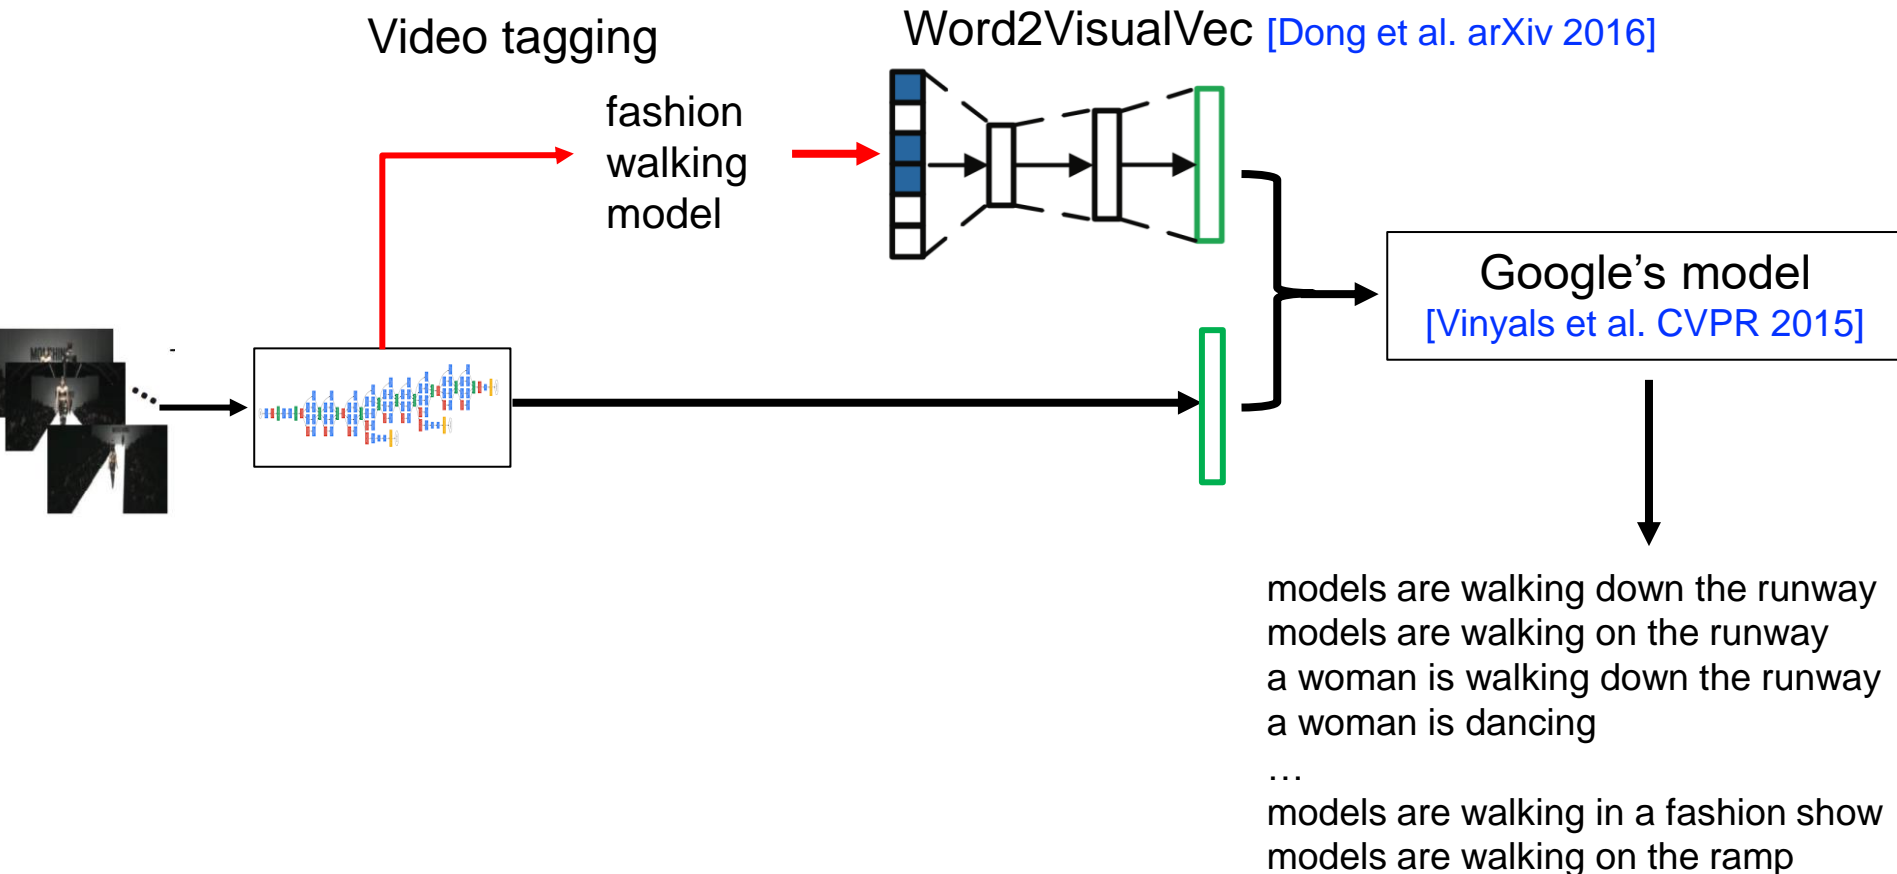 Video tagging
Word2VisualVec [Dong et al. arXiv 2016]
fashion
walking
model
Google’s model
[Vinyals et al. CVPR 2015]
models are walking down the runway
models are walking on the runway
a woman is walking down the runway
a woman is dancing
…
models are walking in a fashion show
models are walking on the ramp